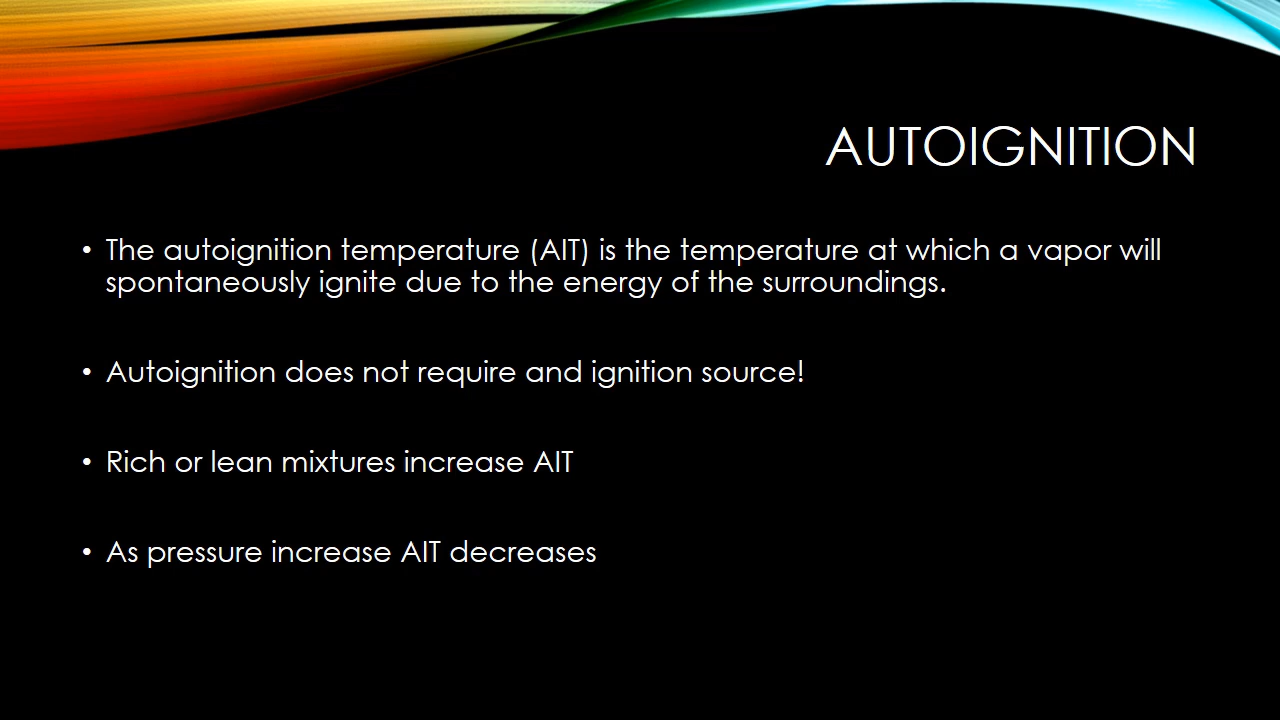 AUTOIGNITION
• The autoignition temperature (AIT) is the temperature at which a vapor will
spontaneously ignite due to the energy of the surroundings.
• Autoignition does not require and ignition source!
• Rich or lean mixtures increase AIT
• As pressure increase AIT decreases